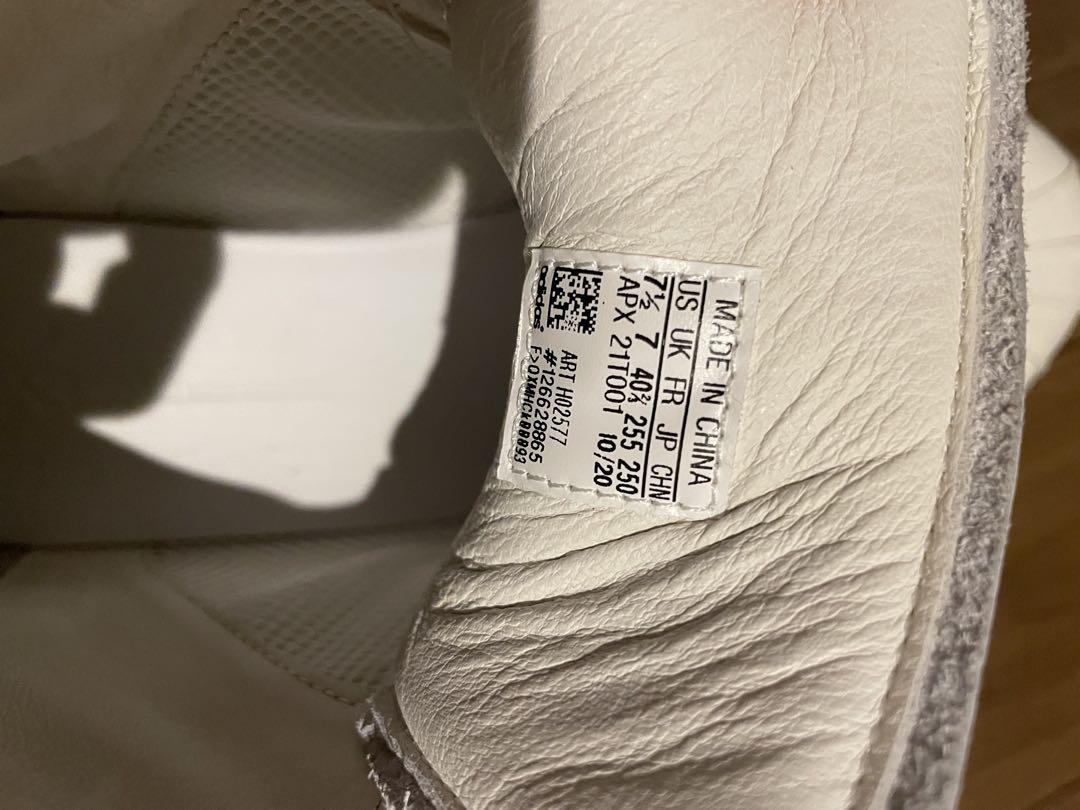 MADE IN CHINA
US UK FR JP CHN
7½ 7 40⅔ 255 250
APX 21T001 10/20
adidas
ART H02577
#126628865